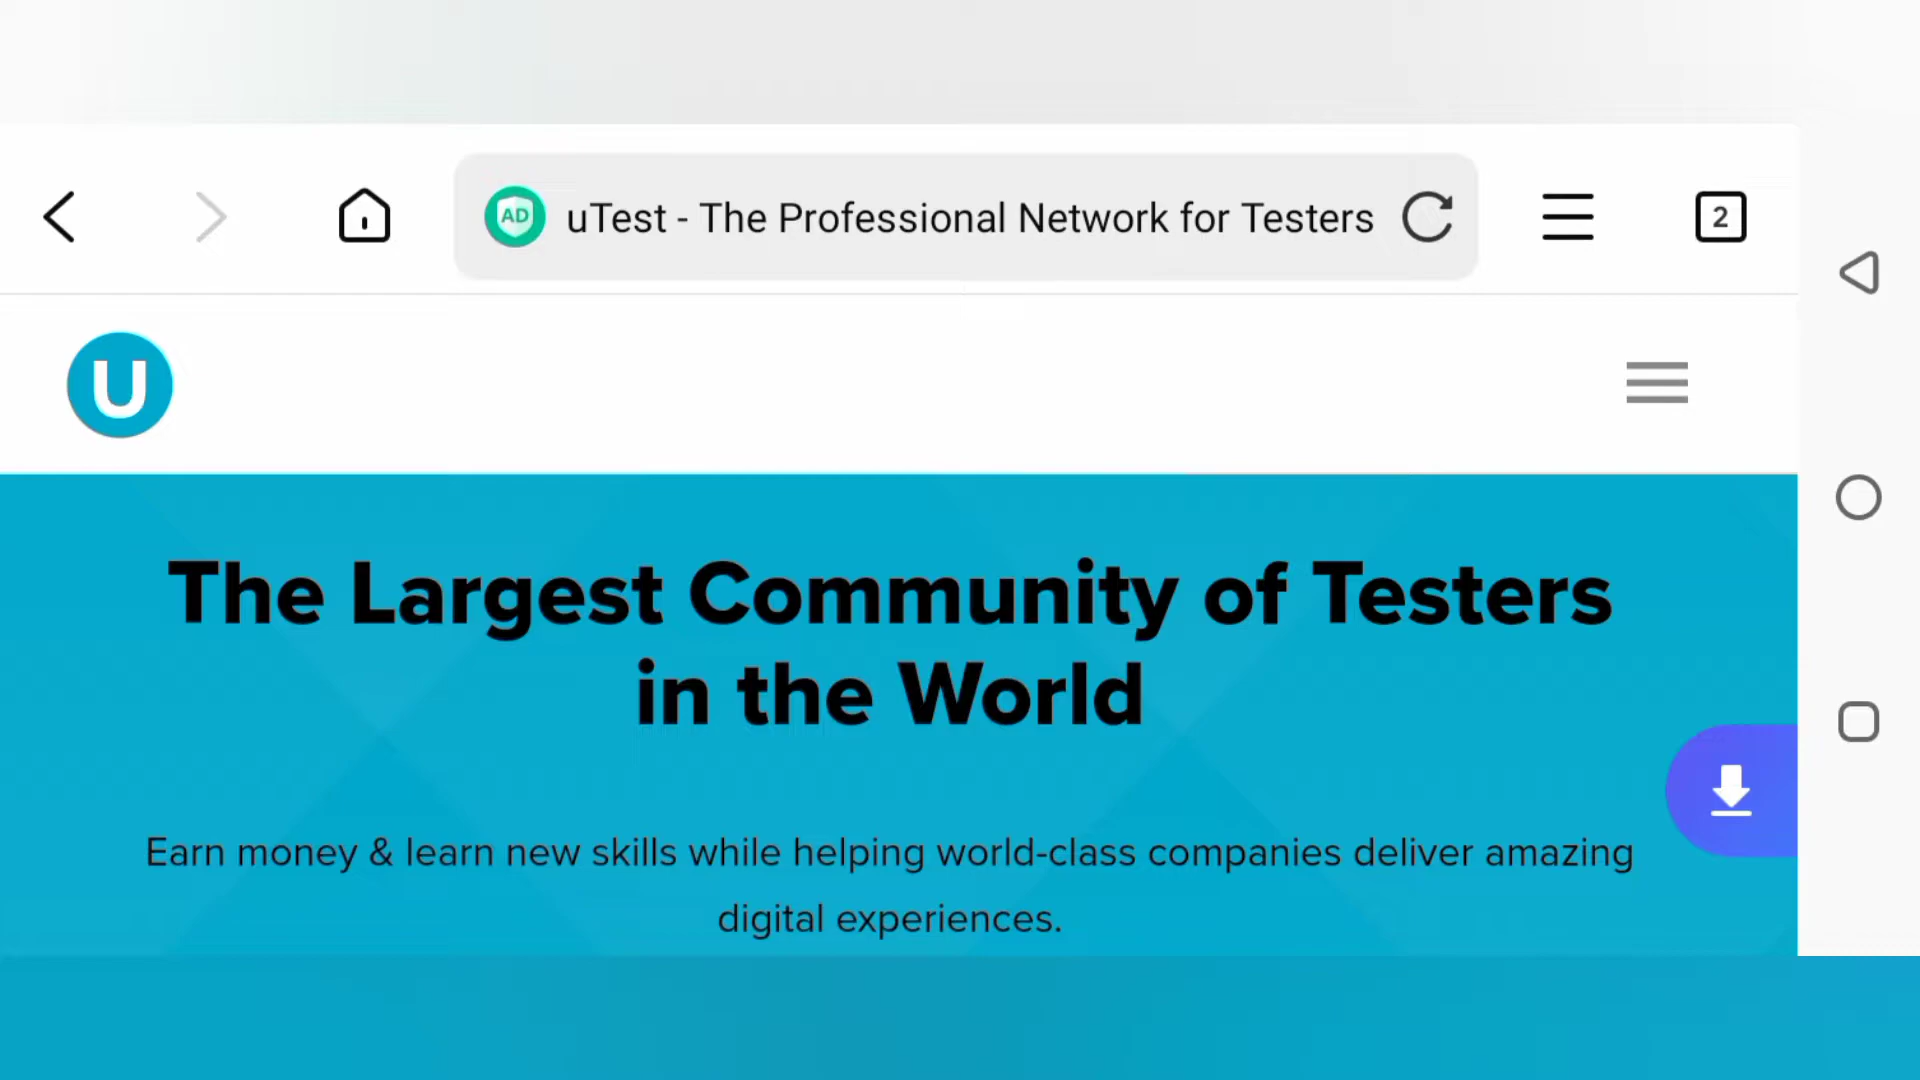 AD uTest - The Professional Network for Testers 2
U
The Largest Community of Testers
in the World
Earn money & learn new skills while helping world-class companies deliver amazing
digital experiences.